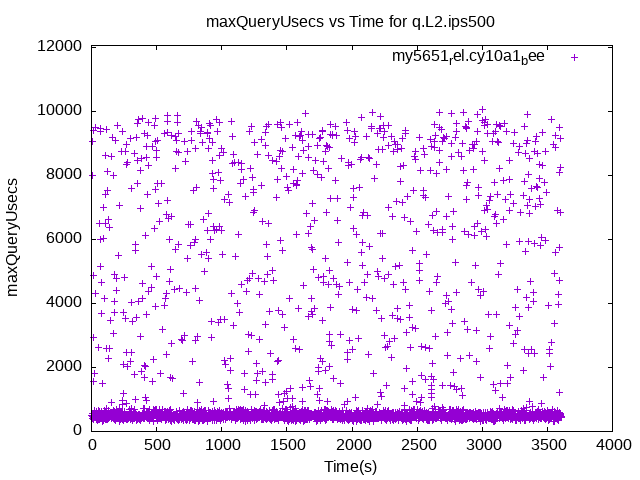 maxQueryUsecs vs Time for q.L2.ips500
my5651rel.cy10a1bee
12000
10000
8000
6000
4000
2000
0
maxQueryUsecs
0 500 1000 1500 2000 2500 3000 3500 4000
Time(s)